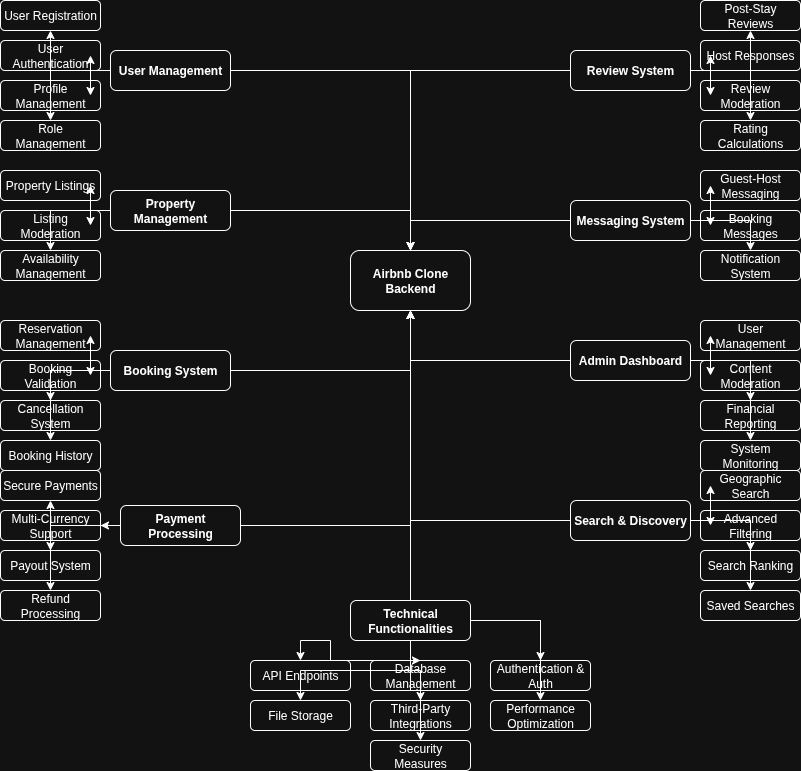 User Registration
User
Authentication
Profile
Management
Role
Management
User Management
Property Listings
Listing
Moderation
Availability
Management
Property
Management
Reservation
Management
Booking
Validation
Cancellation
System
Booking History
Booking System
Secure Payments
Multi-Currency
Support
Payout System
Refund
Processing
Payment
Processing
Airbnb Clone
Backend
Post-Stay
Reviews
Host Responses
Review
Moderation
Rating
Calculations
Review System
Guest-Host
Messaging
Booking
Messages
Notification
System
Messaging System
User
Management
Content
Moderation
Financial
Reporting
System
Monitoring
Admin Dashboard
Geographic
Search
Advanced
Filtering
Search Ranking
Saved Searches
Search & Discovery
Technical
Functionalities
API Endpoints
File Storage
Database
Management
Third-Party
Integrations
Security
Measures
Authentication &
Auth
Performance
Optimization